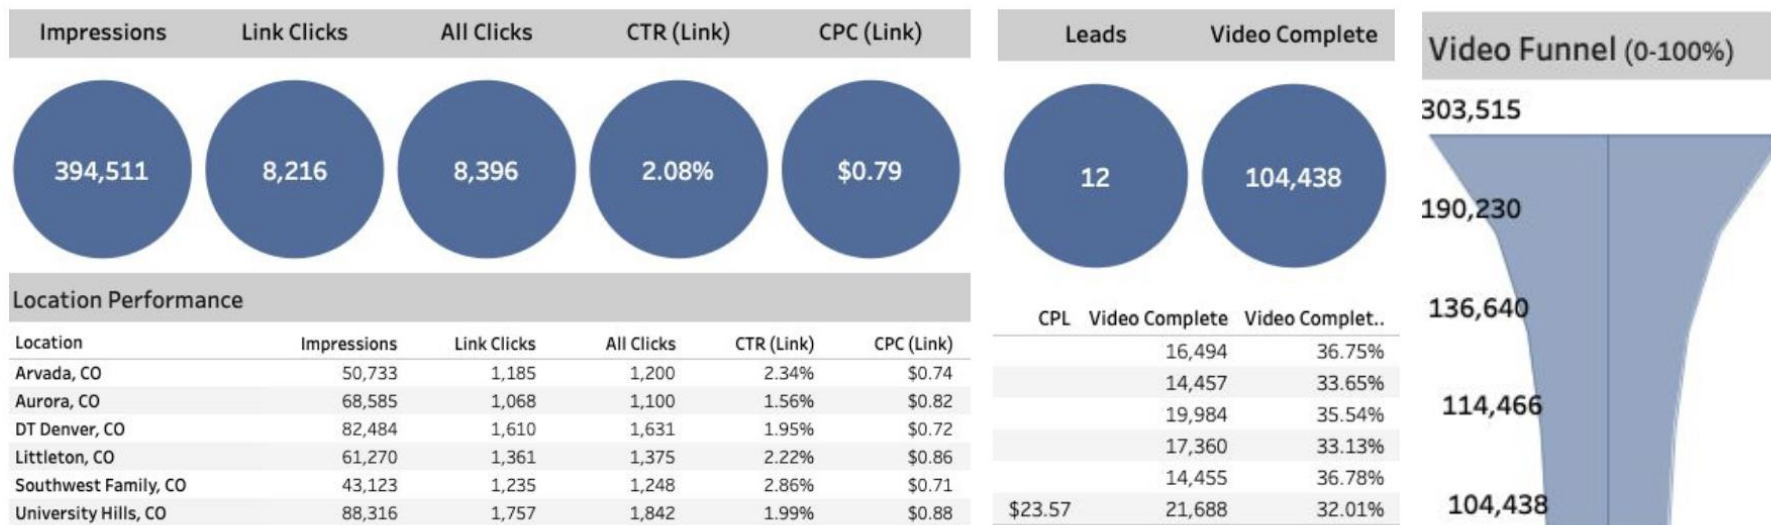 Impressions Link Clicks All Clicks CTR (Link) CPC (Link)
394,511 8,216 8,396 2.08% $0.79
Location Performance
Location Impressions Link Clicks All Clicks CTR (Link) CPC (Link)
Arvada, CO 50,733 1,185 1,200 2.34% $0.74
Aurora, CO 68,585 1,068 1,100 1.56% $0.82
DT Denver, CO 82,484 1,610 1,631 1.95% $0.72
Littleton, CO 61,270 1,361 1,375 2.22% $0.86
Southwest Family, CO 43,123 1,235 1,248 2.86% $0.71
University Hills, CO 88,316 1,757 1,842 1.99% $0.88
Leads Video Complete
12 104,438
CPL Video Complete Video Complet..
16,494 36.75%
14,457 33.65%
19,984 35.54%
17,360 33.13%
14,455 36.78%
$23.57 21,688 32.01%
Video Funnel (0-100%)
303,515
190,230
136,640
114,466
104,438